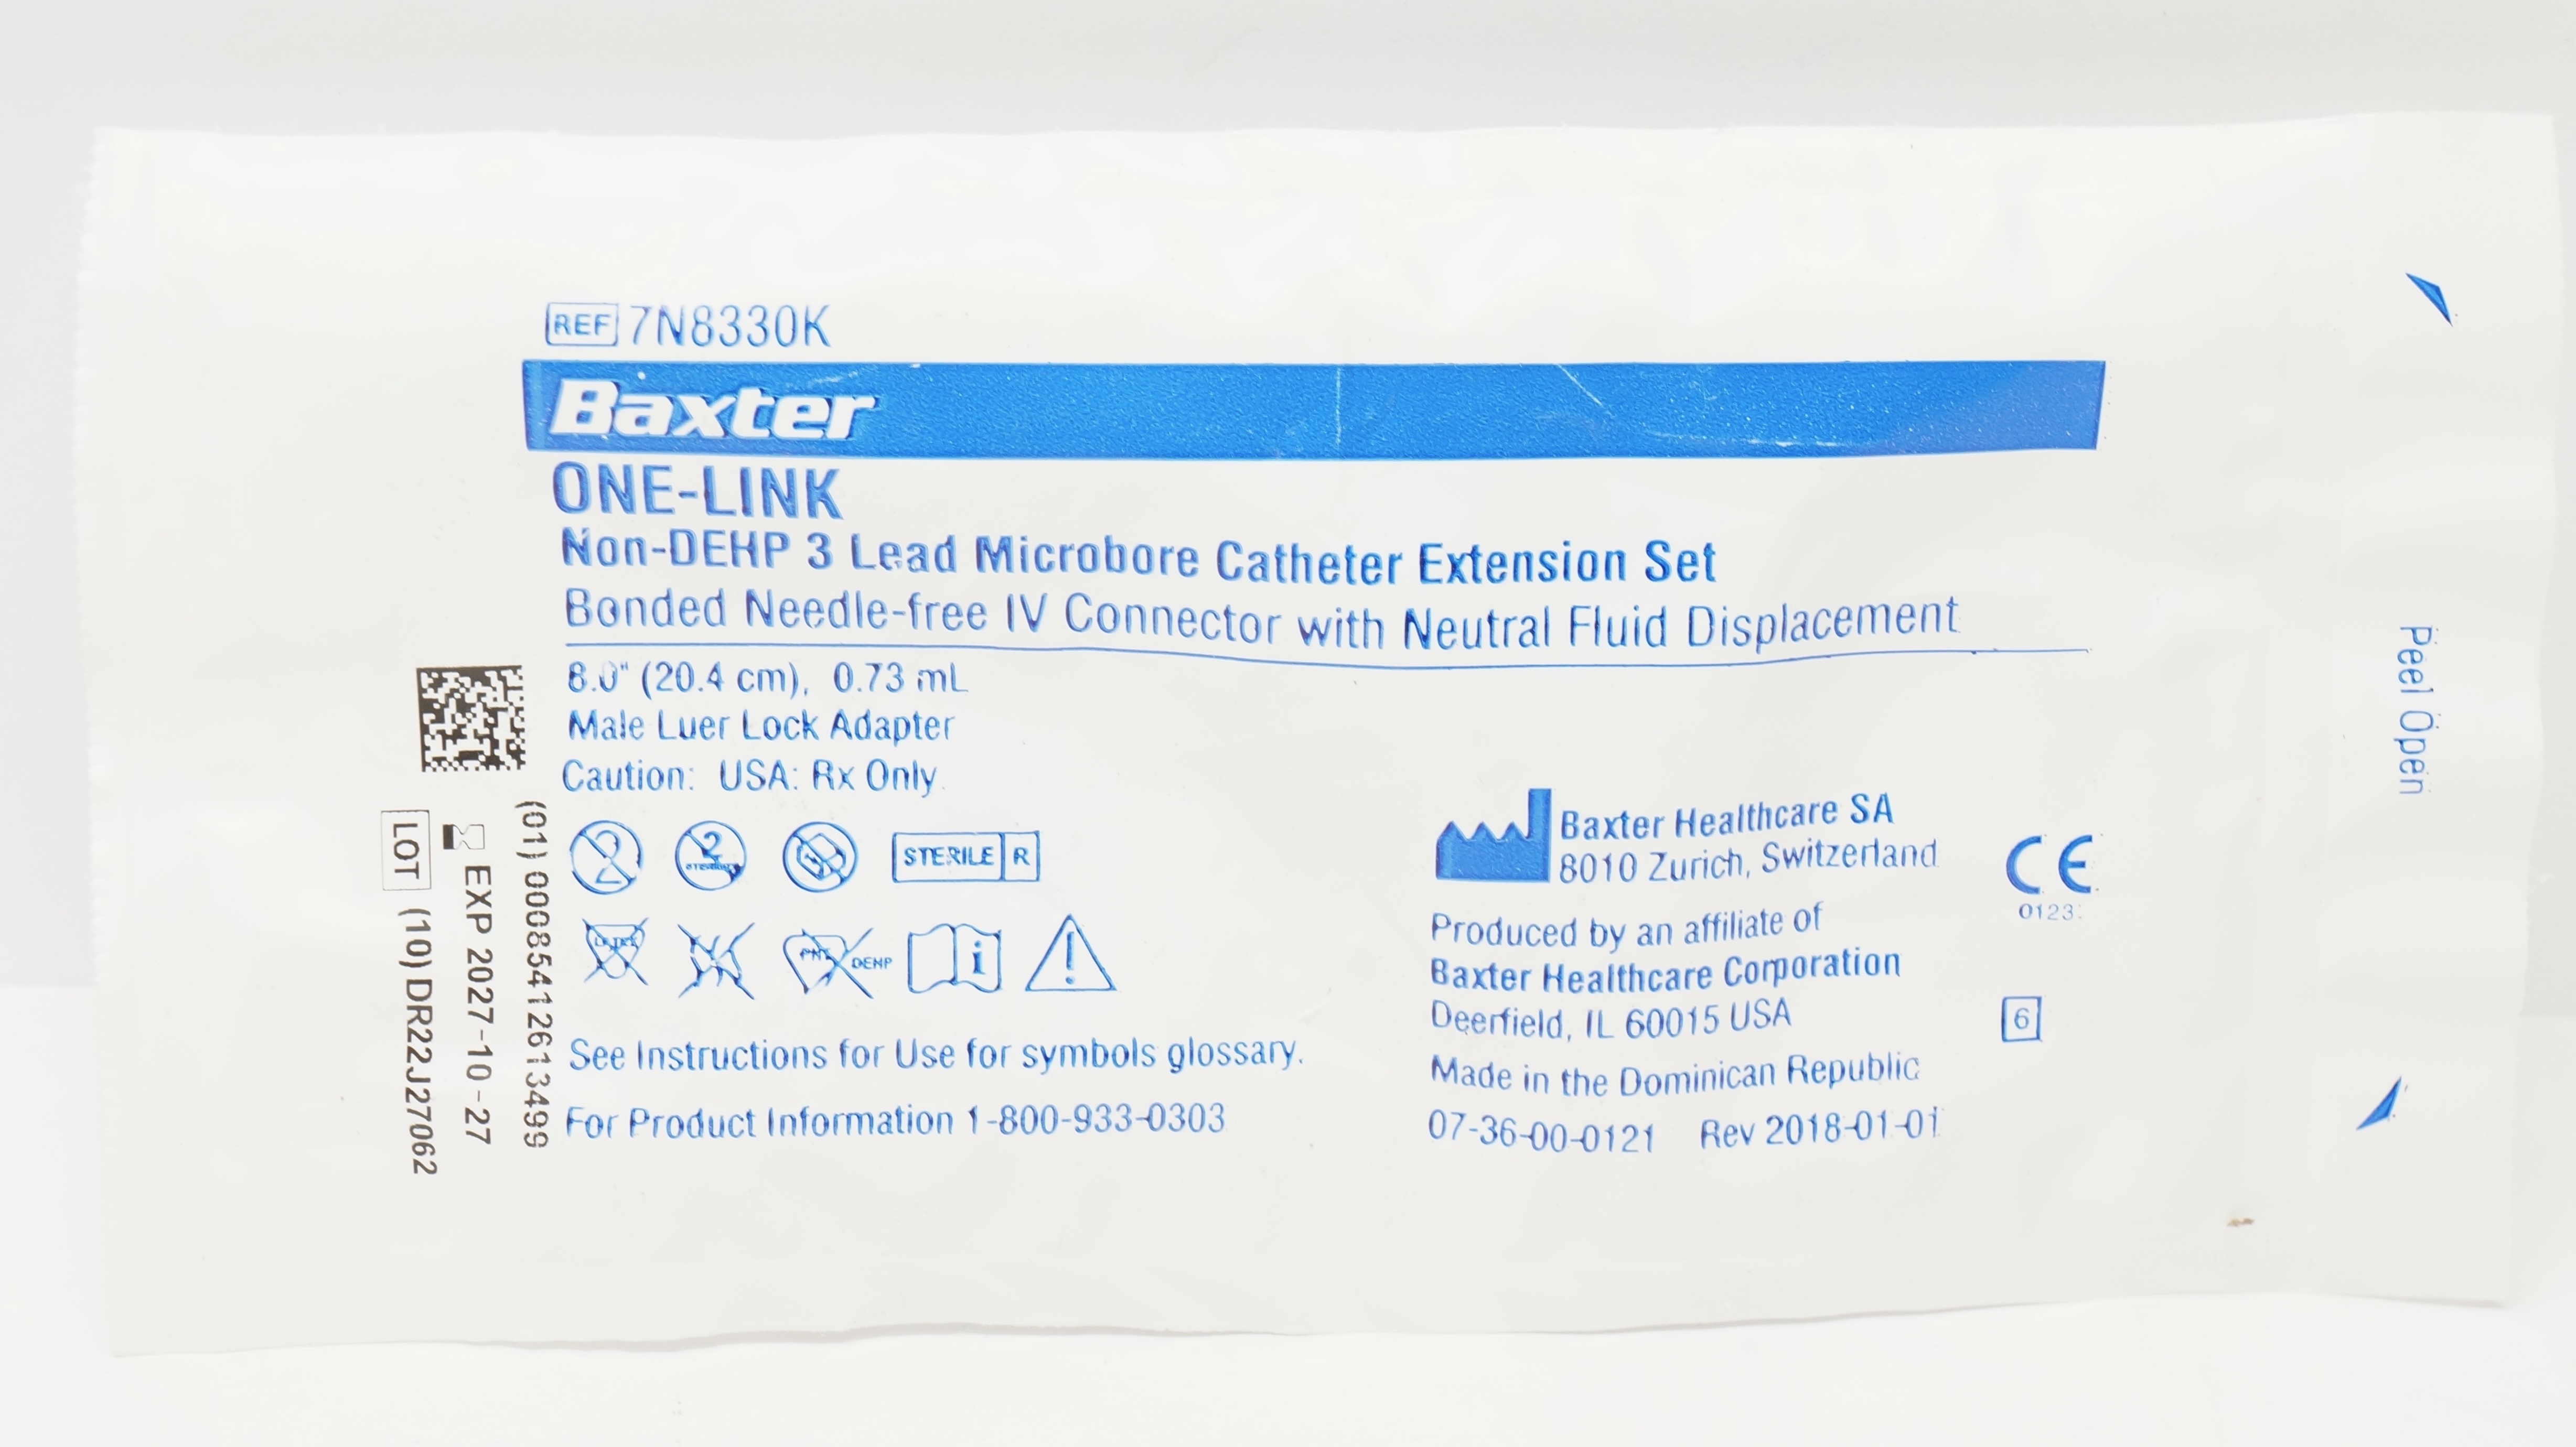 REF 7N8330K
Baxter
ONE-LINK
Non-DEHP 3 Lead Microbore Catheter Extension Set
Bonded Needle-free IV Connector with Neutral Fluid Displacement
8.0" (20.4 cm), 0.73 mL
Male Luer Lock Adapter
Caution: USA: Rx Only
2
STERILE R
DEHP
See Instructions for Use for symbols glossary.
For Product Information 1-800-933-0303
(01) 00085412613499
EXP 2027-10-27
LOT (10) DR22J27062
Baxter Healthcare SA
8010 Zurich, Switzerland
CE
0123
Produced by an affiliate of
Baxter Healthcare Corporation
Deerfield, IL 60015 USA
6
Made in the Dominican Republic
07-36-00-0121 Rev 2018-01-01
Peel Open